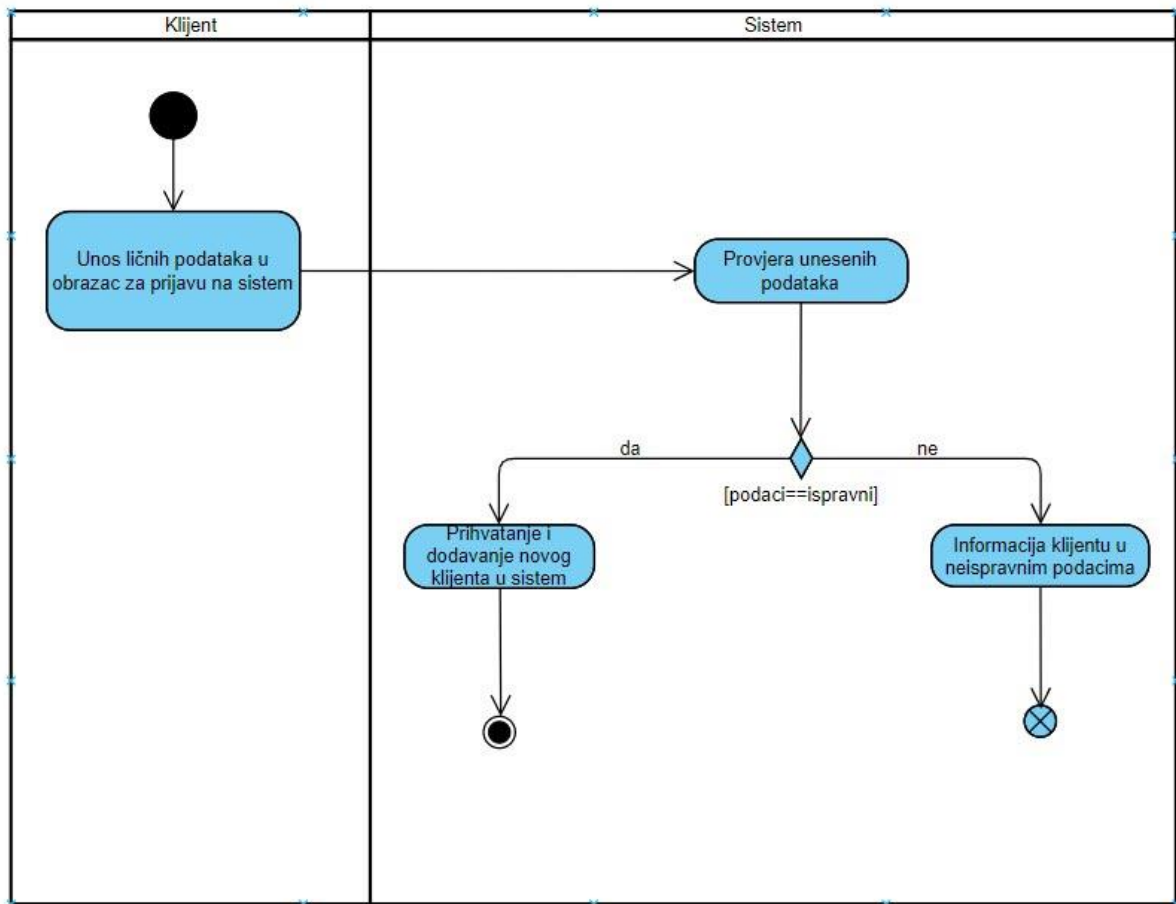 Klijent
Sistem
Unos ličnih podataka u
obrazac za prijavu na sistem
Provjera unesenih
podataka
da
ne
[podaci==ispravni]
Prihvatanje i
dodavanje novog
klijenta u sistem
Informacija klijentu u
neispravnim podacima